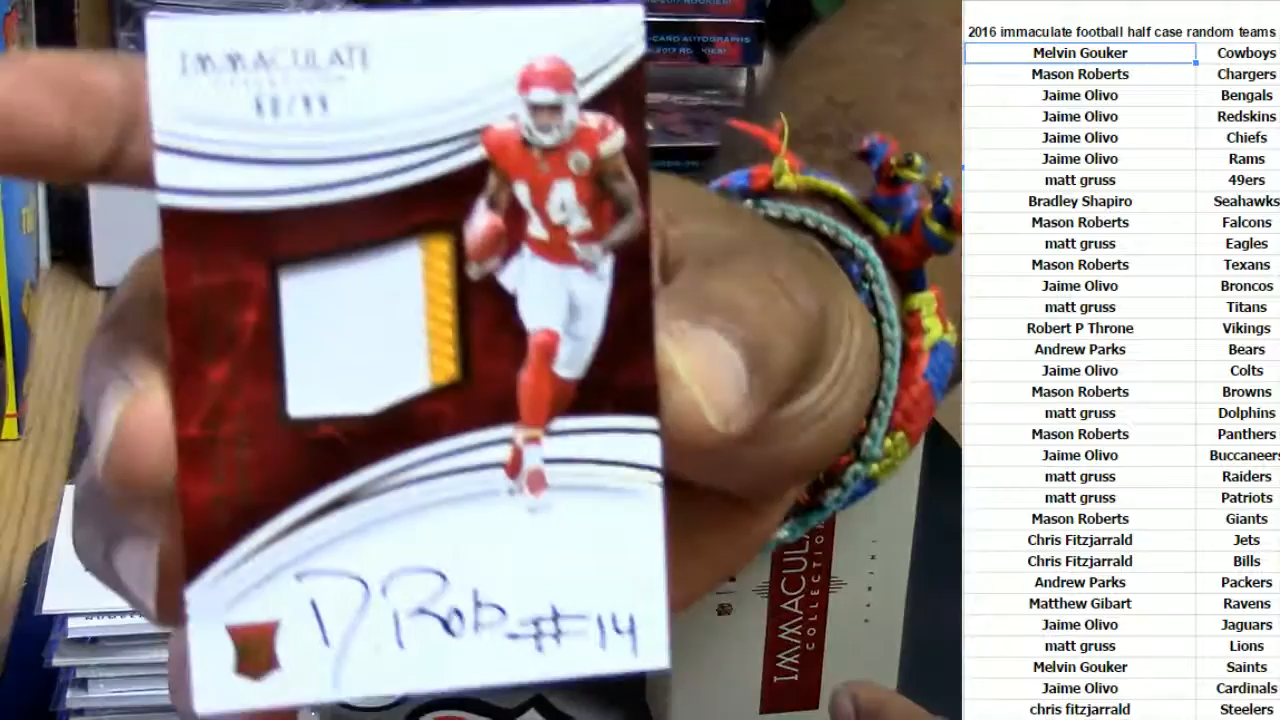 IMMACULATE
14
D. Rob #14
-CARD AUTOGRAPHS
IMMACULATE
COLLECTION
PANINI
2016 immaculate football half case random teams
Melvin Gouker Cowboys
Mason Roberts Chargers
Jaime Olivo Bengals
Jaime Olivo Redskins
Jaime Olivo Chiefs
Jaime Olivo Rams
matt gruss 49ers
Bradley Shapiro Seahawks
Mason Roberts Falcons
matt gruss Eagles
Mason Roberts Texans
Jaime Olivo Broncos
matt gruss Titans
Robert P Throne Vikings
Andrew Parks Bears
Jaime Olivo Colts
Mason Roberts Browns
matt gruss Dolphins
Mason Roberts Panthers
Jaime Olivo Buccaneers
matt gruss Raiders
matt gruss Patriots
Mason Roberts Giants
Chris Fitzjarrald Jets
Chris Fitzjarrald Bills
Andrew Parks Packers
Matthew Gibart Ravens
Jaime Olivo Jaguars
matt gruss Lions
Melvin Gouker Saints
Jaime Olivo Cardinals
chris fitzjarrald Steelers